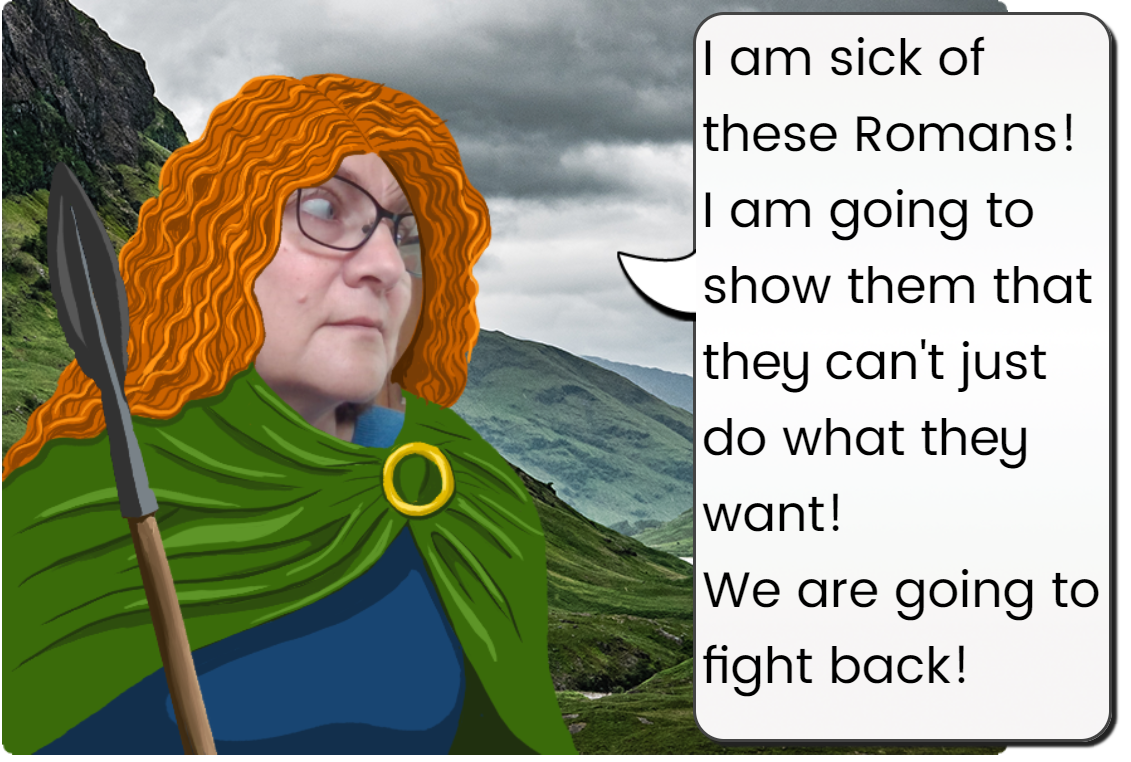 I am sick of
these Romans!
I am going to
show them that
they can't just
do what they
want!
We are going to
fight back!